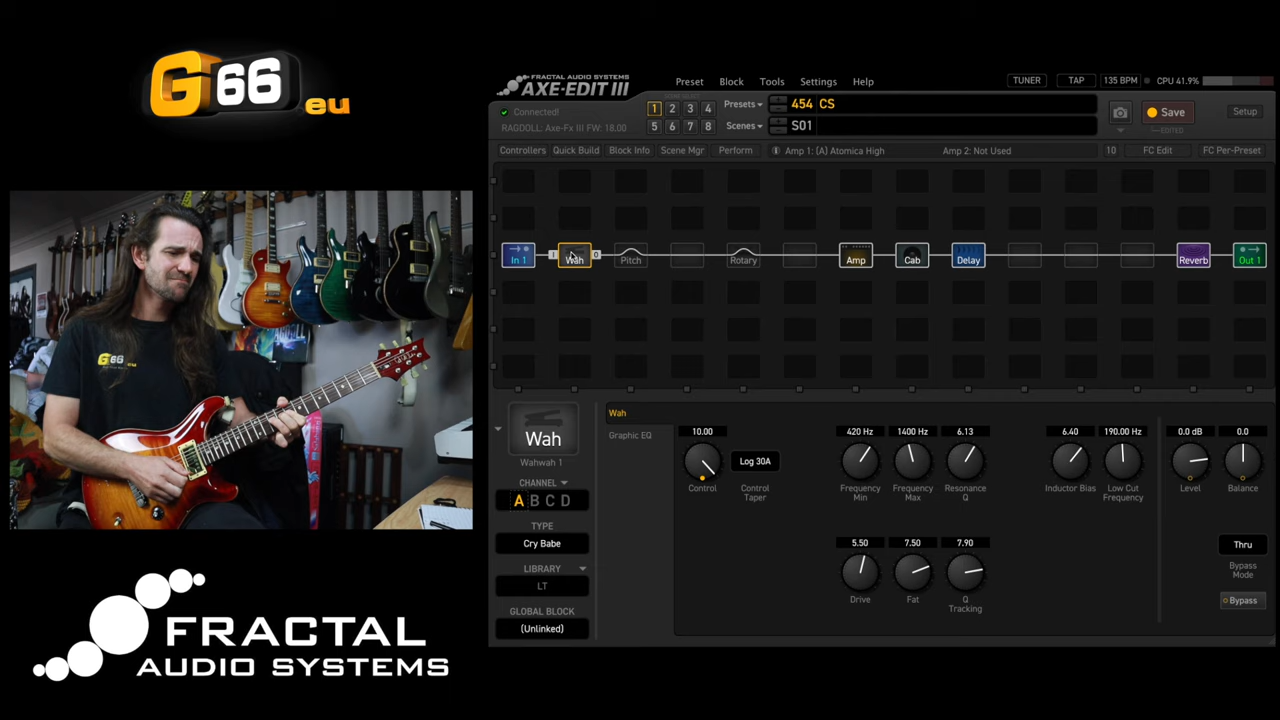 G66
.eu
G66
.eu
FRACTAL
AUDIO SYSTEMS
FRACTAL AUDIO SYSTEMS
AXE-EDIT III
Preset Block Tools Settings Help
TUNER TAP 135 BPM CPU 41.9%
Connected!
RAGDOLL: Axe-Fx III FW: 18.00
1 2 3 4
5 6 7 8
Presets 454 CS
Scenes S01
Save
EDITED
Setup
Controllers Quick Build Block Info Scene Mgr Perform
Amp 1: (A) Atomica High Amp 2: Not Used
10 FC Edit FC Per-Preset
In 1 I Wah O Pitch Rotary Amp Cab Delay Reverb Out 1
Wah
Wahwah 1
CHANNEL
A B C D
TYPE
Cry Babe
LIBRARY
LT
GLOBAL BLOCK
(Unlinked)
Wah
Graphic EQ
10.00 420 Hz 1400 Hz 6.13 6.40 190.00 Hz 0.0 dB 0.0
Log 30A
Control Control Taper Frequency Min Frequency Max Resonance Q Inductor Bias Low Cut Frequency Level Balance
5.50 7.50 7.90
Drive Fat Q Tracking
Thru
Bypass Mode
Bypass